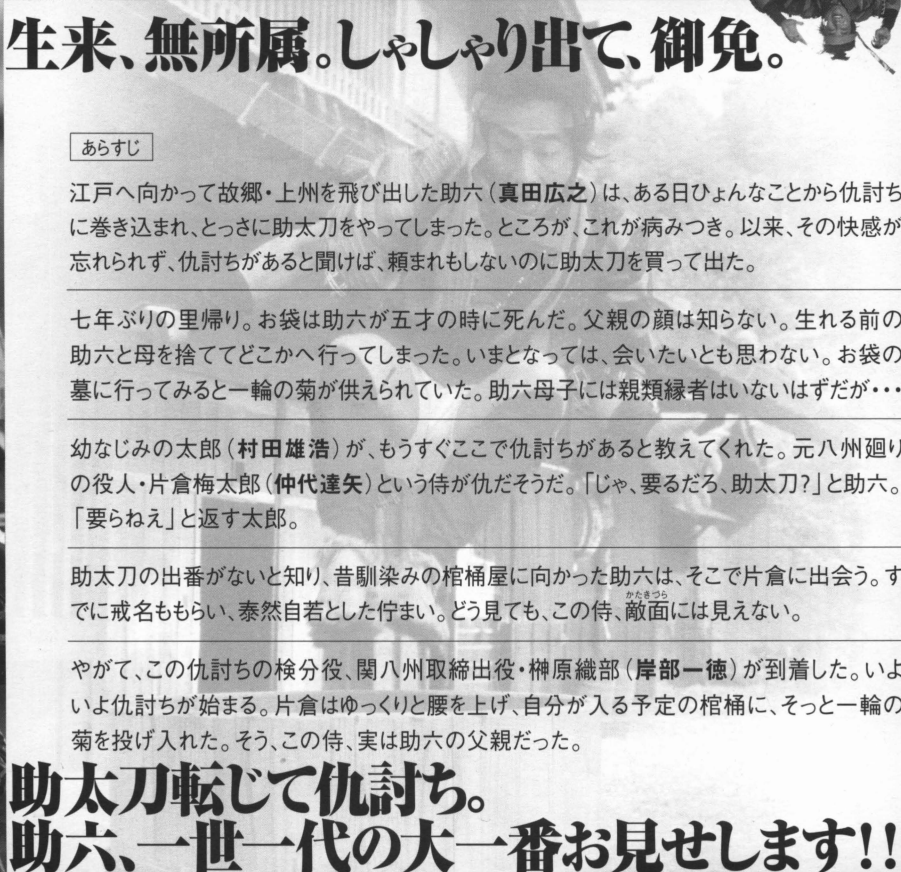 生来、無所属。しゃしゃり出て、御免。
あらすじ
江戸へ向かって故郷・上州を飛び出した助六（真田広之）は、ある日ひょんなことから仇討ち
に巻き込まれ、とっさに助太刀をやってしまった。ところが、これが病みつき。以来、その快感が
忘れられず、仇討ちがあると聞けば、頼まれもしないのに助太刀を買って出た。
七年ぶりの里帰り。お袋は助六が五才の時に死んだ。父親の顔は知らない。生れる前の
助六と母を捨ててどこかへ行ってしまった。いまとなっては、会いたいとも思わない。お袋の
墓に行ってみると一輪の菊が供えられていた。助六母子には親類縁者はいないはずだが・・・
幼なじみの太郎（村田雄浩）が、もうすぐここで仇討ちがあると教えてくれた。元八州廻り
の役人・片倉梅太郎（仲代達矢）という侍が仇だそうだ。「じゃ、要るだろ、助太刀?」と助六。
「要らねえ」と返す太郎。
助太刀の出番がないと知り、昔馴染みの棺桶屋に向かった助六は、そこで片倉に出会う。す
でに戒名ももらい、泰然自若とした佇まい。どう見ても、この侍、敵面には見えない。
かたきづら
やがて、この仇討ちの検分役、関八州取締出役・榊原織部（岸部一徳）が到着した。いよ
いよ仇討ちが始まる。片倉はゆっくりと腰を上げ、自分が入る予定の棺桶に、そっと一輪の
菊を投げ入れた。そう、この侍、実は助六の父親だった。
助太刀転じて仇討ち。
助六、一世一代の大一番お見せします!!